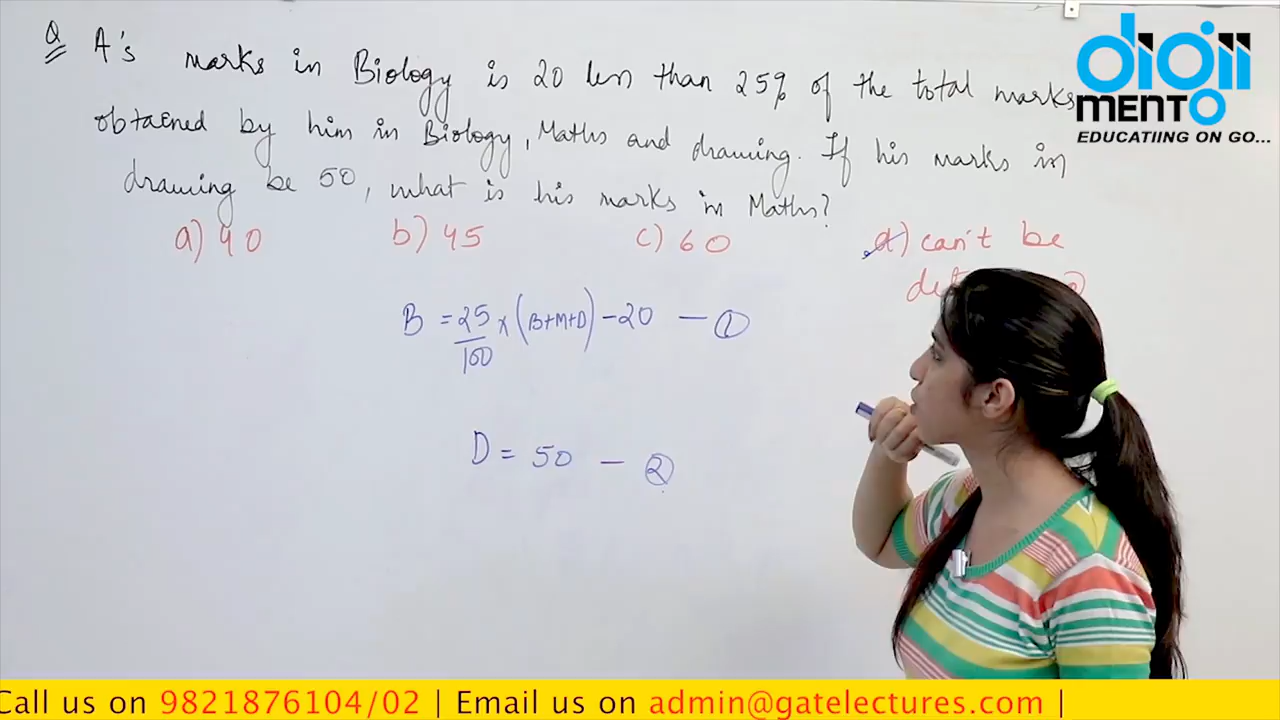 Q A's marks in Biology is 20 less than 25% of the total marks
obtained by him in Biology, Maths and drawing. If his marks in
drawing be 50, what is his marks in Maths?
a) 40 b) 45 c) 60 d) can't be
B = 25/100 × (B+M+D) - 20 — ①
D = 50 — ②
digii
MENTO
EDUCATIING ON GO...
Call us on 9821876104/02 | Email us on admin@gatelectures.com |